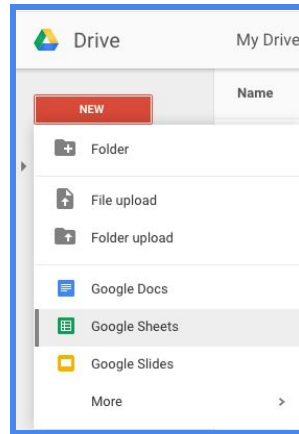 Drive My Drive
Name
NEW
Folder
File upload
Folder upload
Google Docs
Google Sheets
Google Slides
More